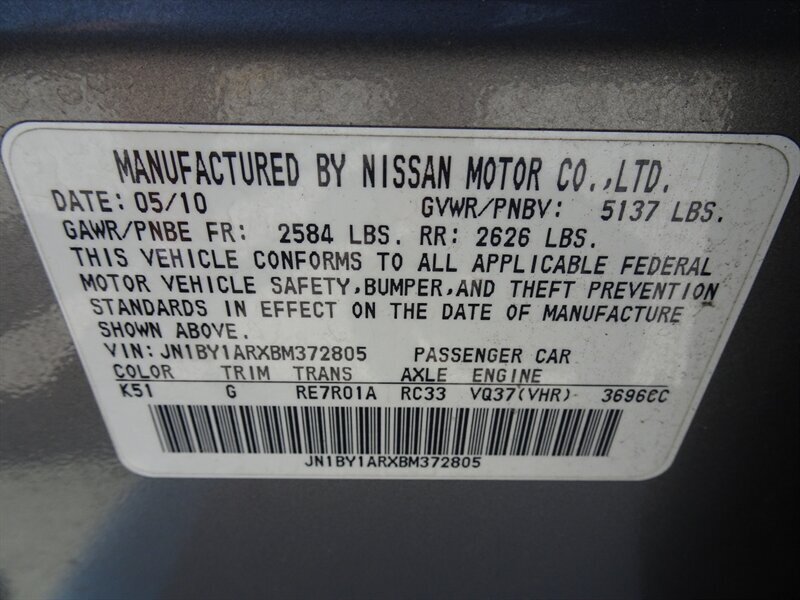 MANUFACTURED BY NISSAN MOTOR CO.,LTD.
DATE: 05/10 GVWR/PNBV: 5137 LBS.
GAWR/PNBE FR: 2584 LBS. RR: 2626 LBS.
THIS VEHICLE CONFORMS TO ALL APPLICABLE FEDERAL
MOTOR VEHICLE SAFETY,BUMPER,AND THEFT PREVENTION
STANDARDS IN EFFECT ON THE DATE OF MANUFACTURE
SHOWN ABOVE.
VIN:JN1BY1ARXBM372805 PASSENGER CAR
COLOR TRIM TRANS AXLE ENGINE
K51 G RE7R01A RC33 VQ37(VHR) 3696CC
JN1BY1ARXBM372805